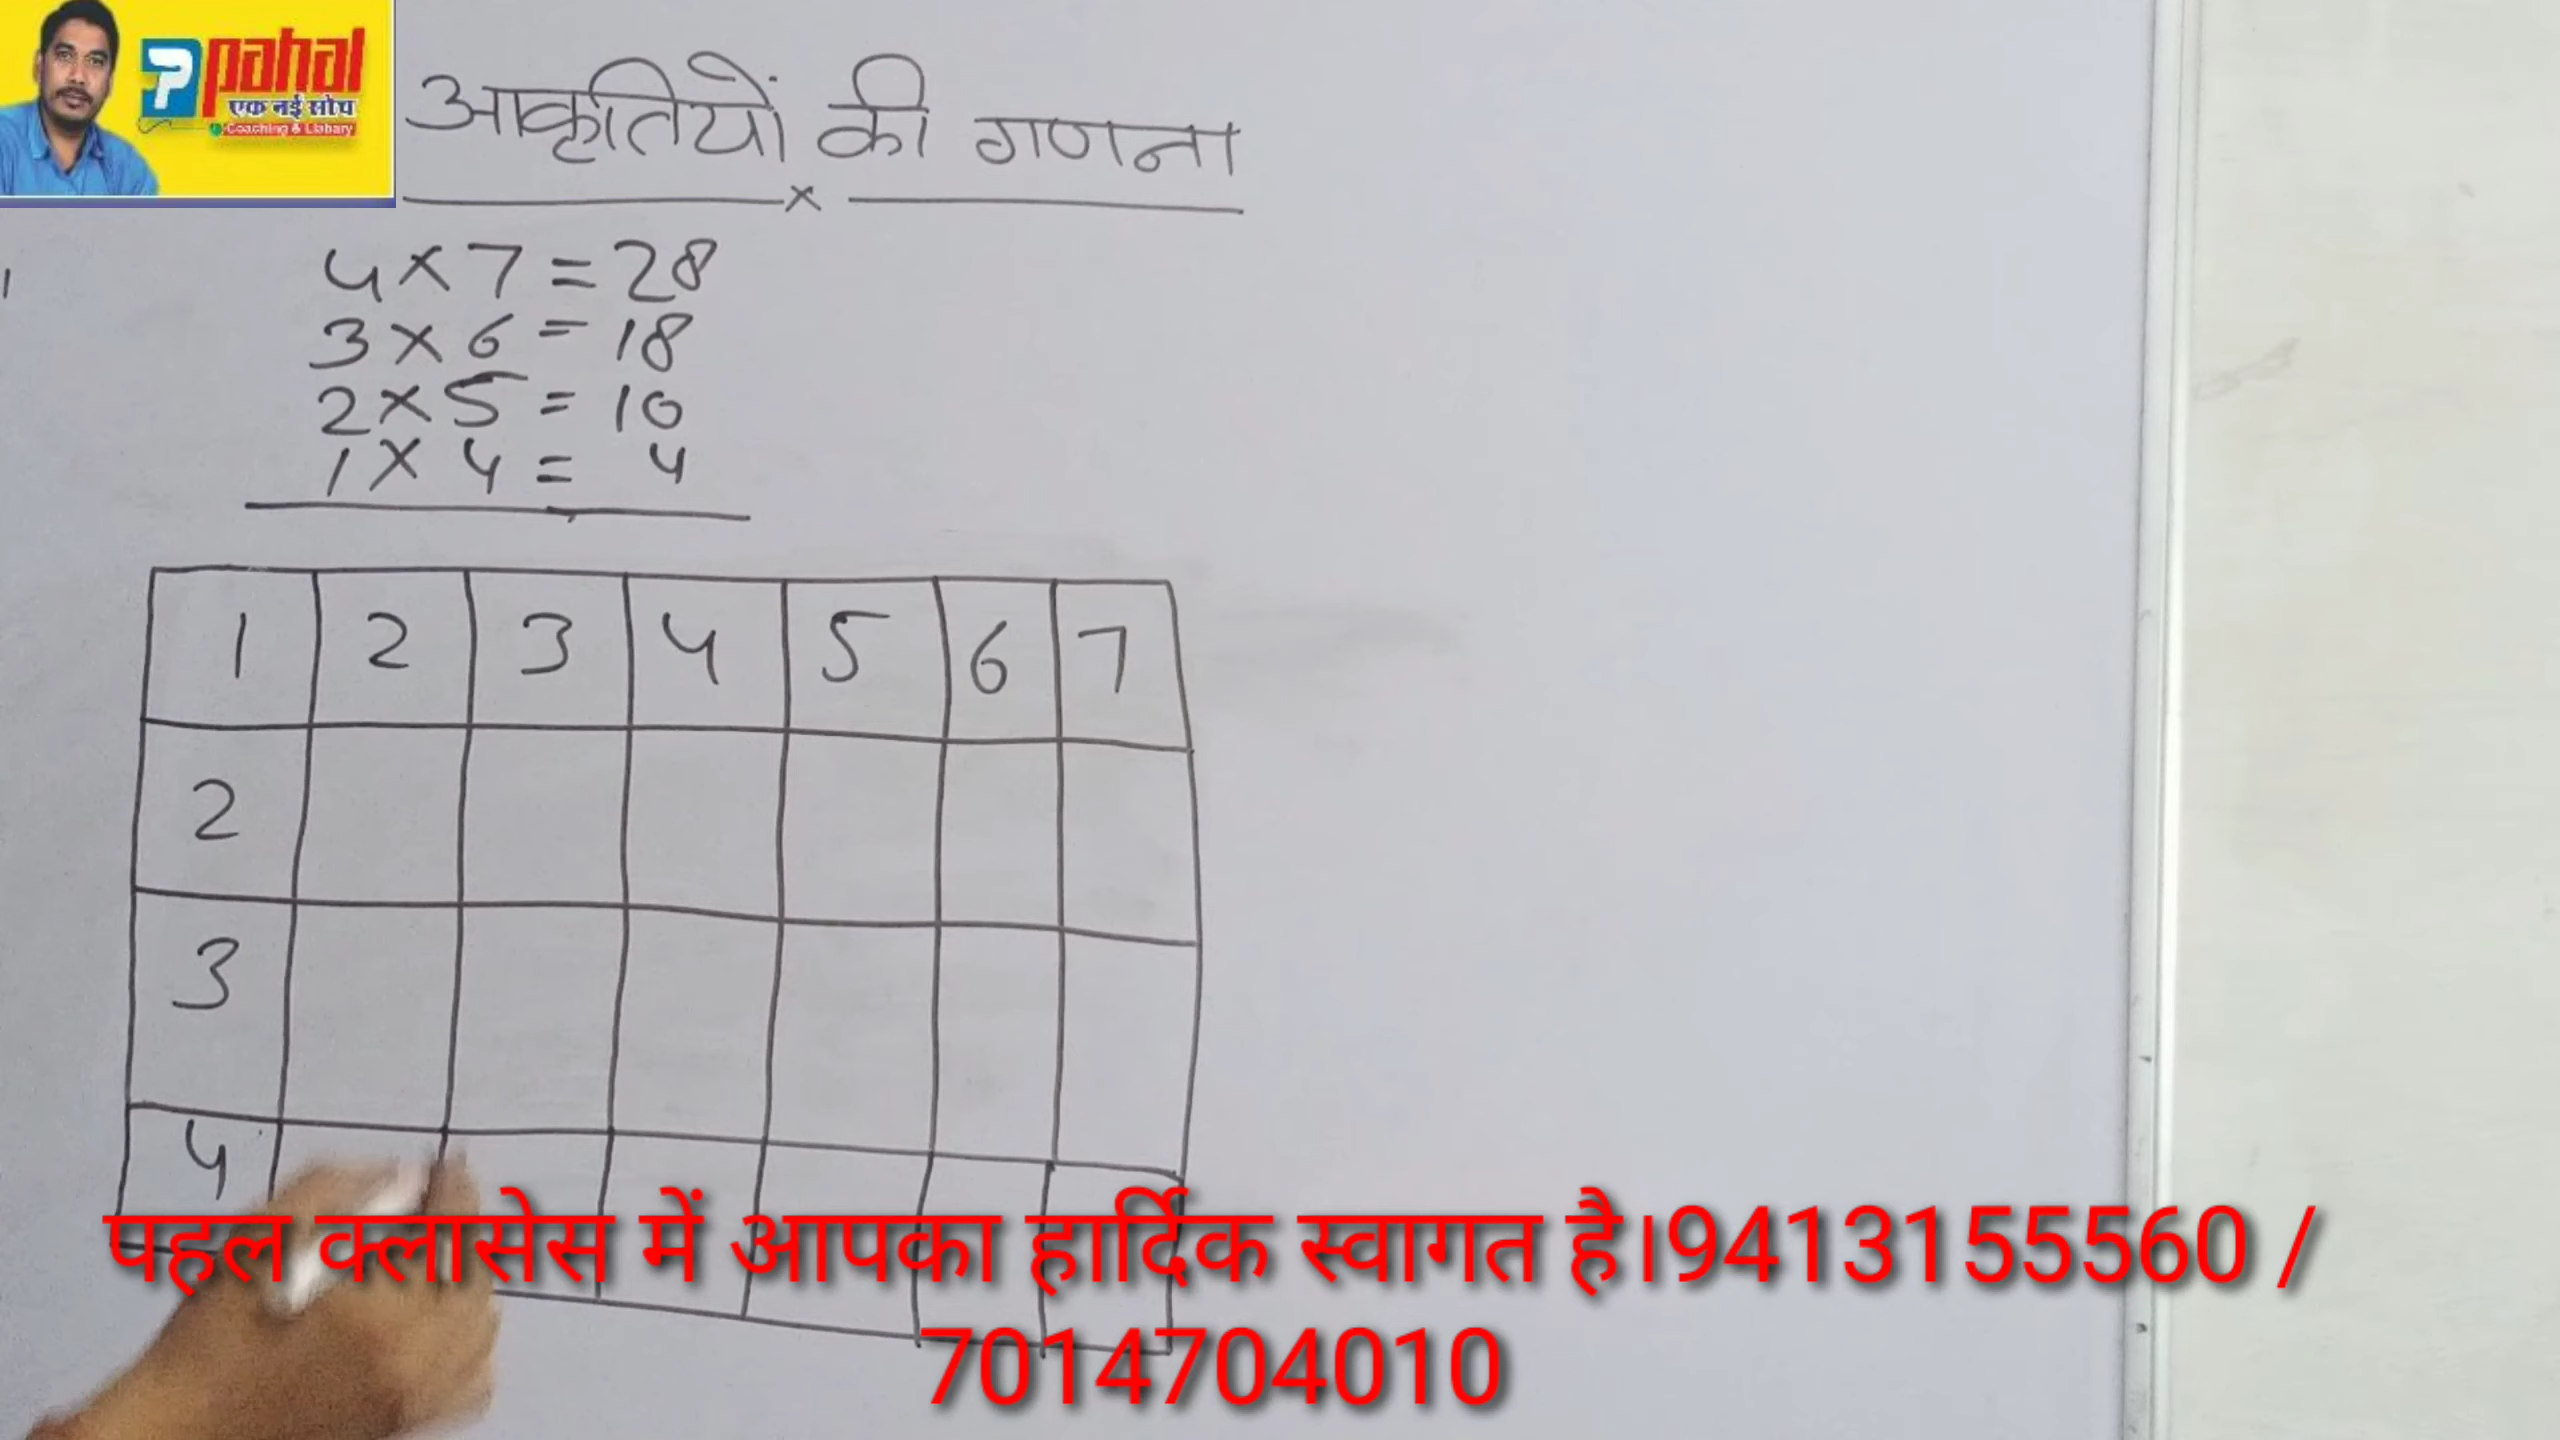 pahal
एक नई सोच
Coaching & Liabary
आकृतियों की गणना
x
4 x 7 = 28
3 x 6 = 18
2 x 5 = 10
1 x 4 = 4
1 2 3 4 5 6 7
2
3
4
पहल क्लासेस में आपका हार्दिक स्वागत है।9413155560 /
7014704010